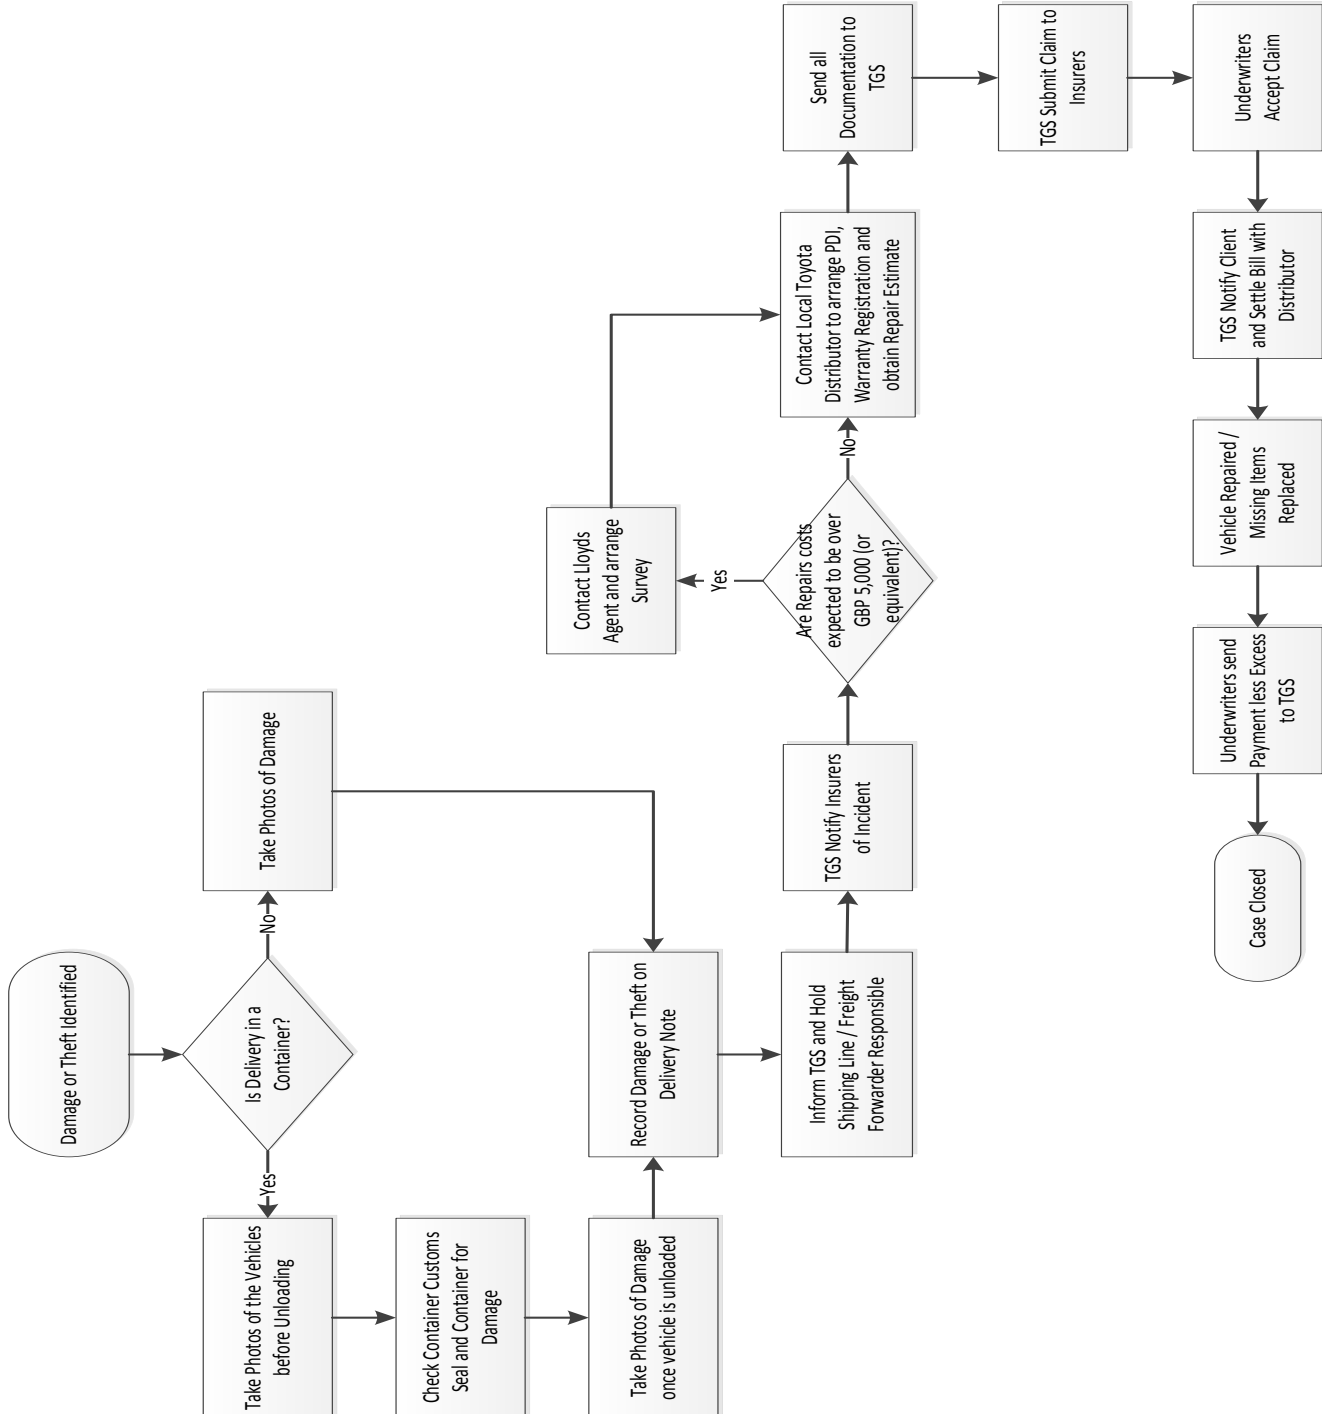 Damage or Theft Identified
Is Delivery in a
Container?
Yes
No
Take Photos of the Vehicles
before Unloading
Check Container Customs
Seal and Container for
Damage
Take Photos of Damage
once vehicle is unloaded
Take Photos of Damage
Record Damage or Theft on
Delivery Note
Inform TGS and Hold
Shipping Line / Freight
Forwarder Responsible
TGS Notify Insurers
of Incident
Are Repairs costs
expected to be over
GBP 5,000 (or
equivalent)?
Yes
No
Contact Lloyds
Agent and arrange
Survey
Contact Local Toyota
Distributor to arrange PDI,
Warranty Registration and
obtain Repair Estimate
Send all
Documentation to
TGS
TGS Submit Claim to
Insurers
Underwriters
Accept Claim
TGS Notify Client
and Settle Bill with
Distributor
Vehicle Repaired /
Missing Items
Replaced
Underwriters send
Payment less Excess
to TGS
Case Closed